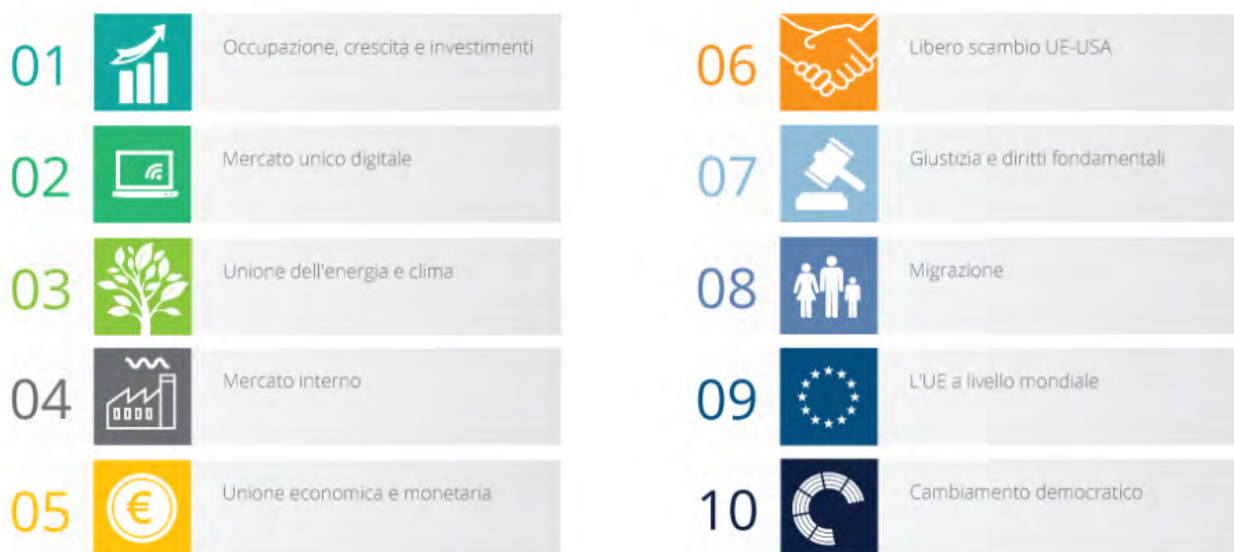 01
Occupazione, crescita e investimenti
02
Mercato unico digitale
03
Unione dell'energia e clima
04
Mercato interno
05
€
Unione economica e monetaria
06
Libero scambio UE-USA
07
Giustizia e diritti fondamentali
08
Migrazione
09
L'UE a livello mondiale
10
Cambiamento democratico